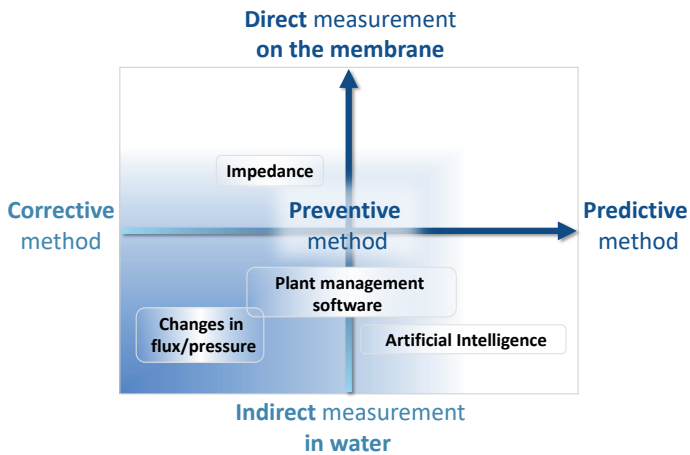 Direct measurement
on the membrane
Impedance
Corrective
method
Preventive
method
Predictive
method
Plant management
software
Changes in
flux/pressure
Artificial Intelligence
Indirect measurement
in water